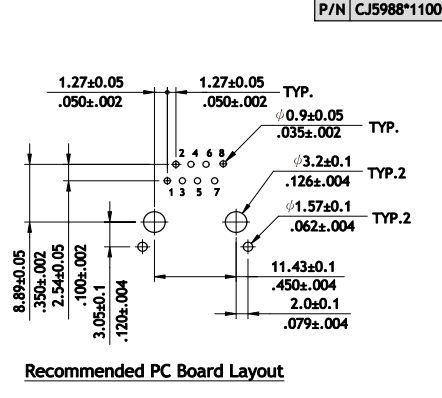 P/N CJ5988*1100
1.27±0.05
.050±.002
1.27±0.05
.050±.002
TYP.
ϕ0.9±0.05
.035±.002
TYP.
2 4 6 8
1 3 5 7
ϕ3.2±0.1
.126±.004
TYP.2
ϕ1.57±0.1
.062±.004
TYP.2
8.89±0.05
.350±.002
2.54±0.05
.100±.002
3.05±0.1
.120±.004
11.43±0.1
.450±.004
2.0±0.1
.079±.004
Recommended PC Board Layout